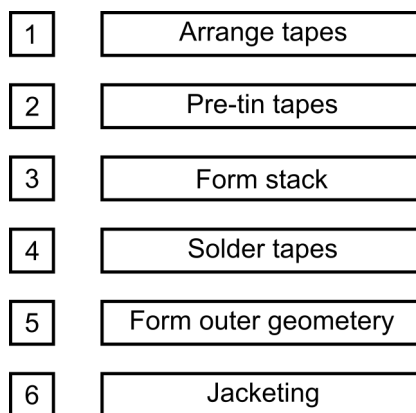 1 Arrange tapes
2 Pre-tin tapes
3 Form stack
4 Solder tapes
5 Form outer geometery
6 Jacketing